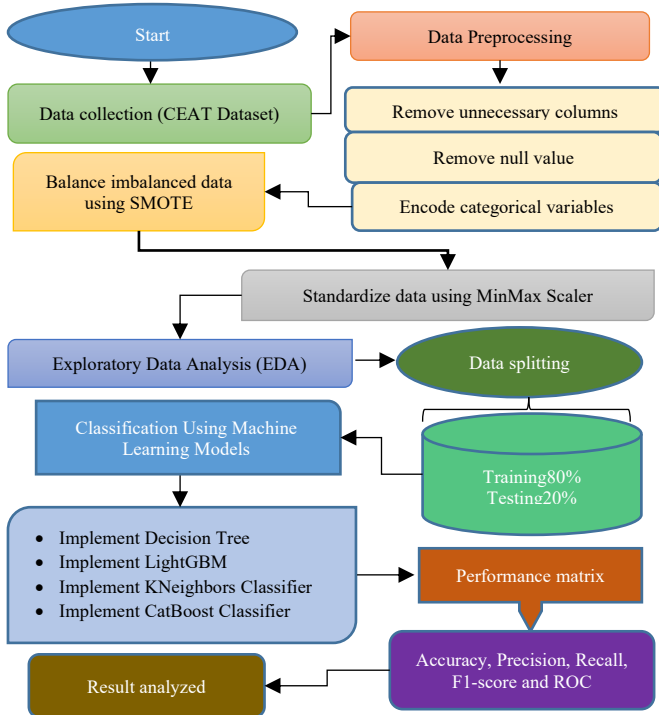 Start
Data Preprocessing
Data collection (CEAT Dataset)
Remove unnecessary columns
Remove null value
Encode categorical variables
Balance imbalanced data
using SMOTE
Standardize data using MinMax Scaler
Exploratory Data Analysis (EDA)
Data splitting
Training80%
Testing20%
Classification Using Machine
Learning Models
• Implement Decision Tree
• Implement LightGBM
• Implement KNeighbors Classifier
• Implement CatBoost Classifier
Performance matrix
Accuracy, Precision, Recall,
F1-score and ROC
Result analyzed